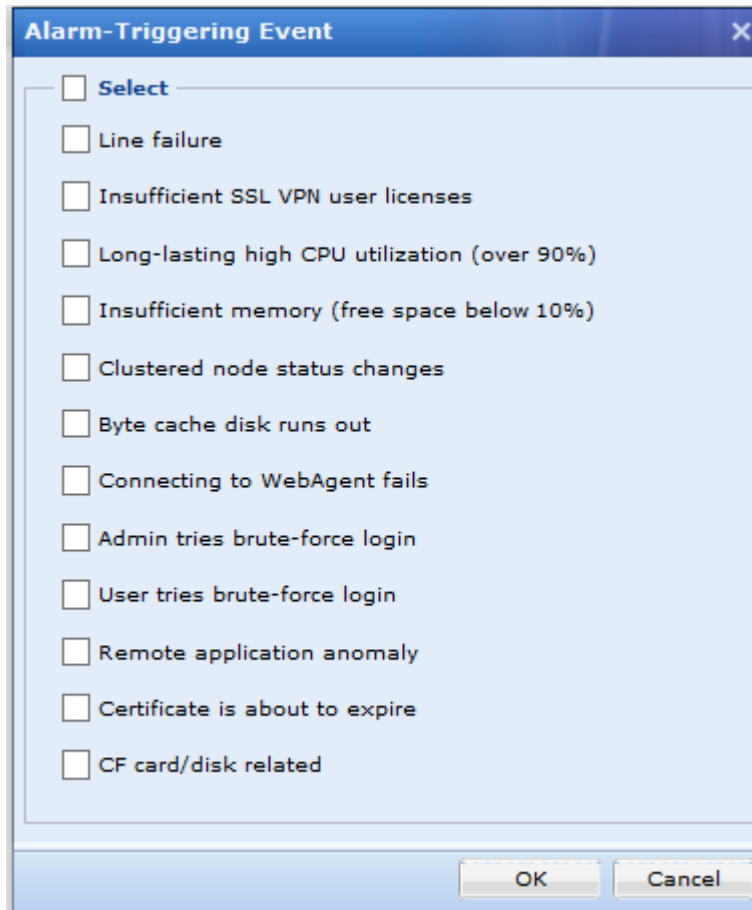 Alarm-Triggering Event
Select
Line failure
Insufficient SSL VPN user licenses
Long-lasting high CPU utilization (over 90%)
Insufficient memory (free space below 10%)
Clustered node status changes
Byte cache disk runs out
Connecting to WebAgent fails
Admin tries brute-force login
User tries brute-force login
Remote application anomaly
Certificate is about to expire
CF card/disk related
OK Cancel